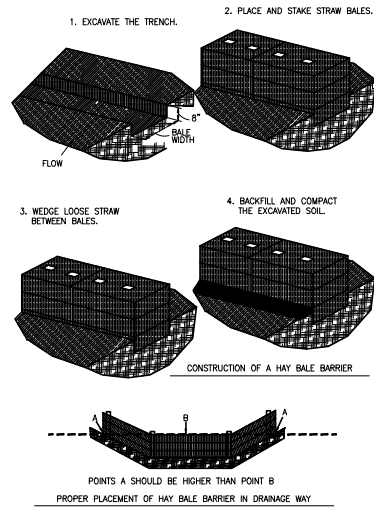 1. EXCAVATE THE TRENCH.
2. PLACE AND STAKE STRAW BALES.
8"
BALE
WIDTH
FLOW
3. WEDGE LOOSE STRAW
BETWEEN BALES.
4. BACKFILL AND COMPACT
THE EXCAVATED SOIL.
CONSTRUCTION OF A HAY BALE BARRIER
A
B
A
POINTS A SHOULD BE HIGHER THAN POINT B
PROPER PLACEMENT OF HAY BALE BARRIER IN DRAINAGE WAY